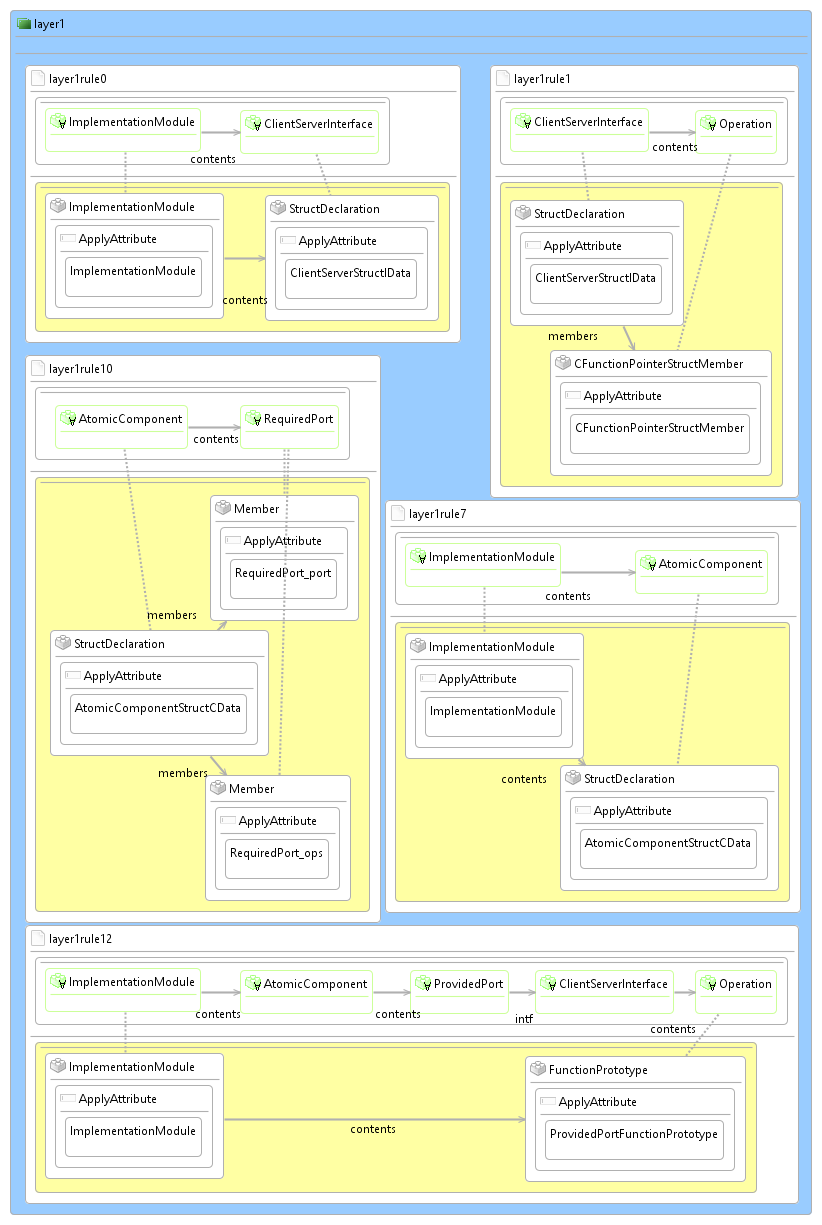 layer1
layer1rule0
ImplementationModule
ClientServerInterface
contents
ImplementationModule
StructDeclaration
ApplyAttribute
ApplyAttribute
ImplementationModule
ClientServerStructIData
contents
layer1rule1
ClientServerInterface
Operation
contents
StructDeclaration
ApplyAttribute
ClientServerStructIData
members
CFunctionPointerStructMember
ApplyAttribute
CFunctionPointerStructMember
layer1rule10
AtomicComponent
RequiredPort
contents
Member
ApplyAttribute
RequiredPort_port
members
StructDeclaration
ApplyAttribute
AtomicComponentStructCData
members
Member
ApplyAttribute
RequiredPort_ops
layer1rule7
ImplementationModule
AtomicComponent
contents
ImplementationModule
ApplyAttribute
ImplementationModule
contents
StructDeclaration
ApplyAttribute
AtomicComponentStructCData
layer1rule12
ImplementationModule
AtomicComponent
ProvidedPort
ClientServerInterface
Operation
contents
contents
intf
contents
ImplementationModule
FunctionPrototype
ApplyAttribute
ApplyAttribute
ImplementationModule
ProvidedPortFunctionPrototype
contents